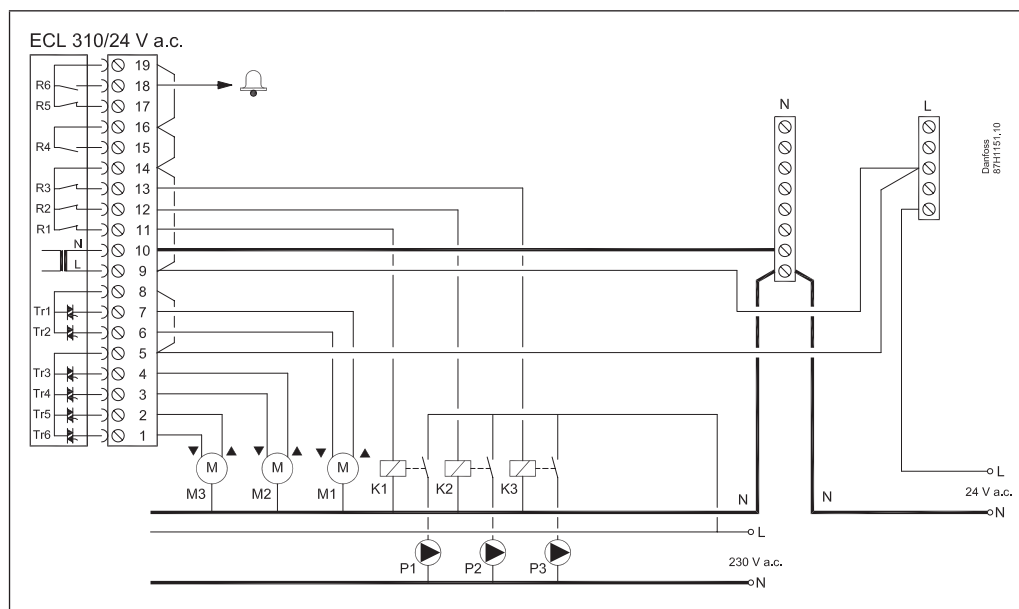 ECL 310/24 V a.c.
R6
R5
R4
R3
R2
R1
N
L
Tr1
Tr2
Tr3
Tr4
Tr5
Tr6
19
18
17
16
15
14
13
12
11
10
9
8
7
6
5
4
3
2
1
N
L
Danfoss
87H1151.10
M M M
M3 M2 M1 K1 K2 K3
N N
L
24 V a.c.
N
L
P1 P2 P3
230 V a.c.
N